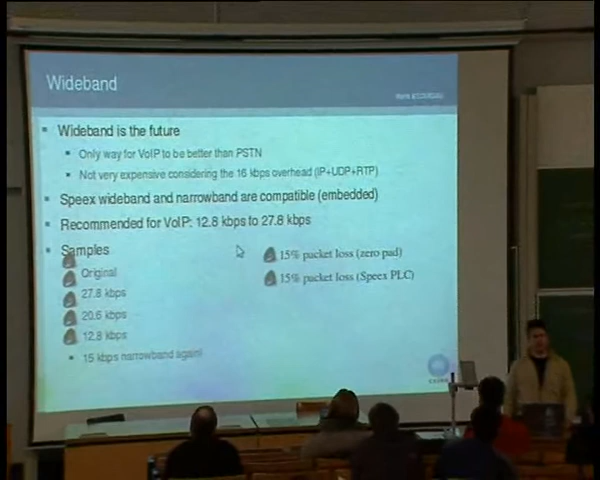 Wideband
Wideband is the future
Only way for VoIP to be better than PSTN
Not very expensive considering the 16 kbps overhead (IP+UDP+RTP)
Speex wideband and narrowband are compatible (embedded)
Recommended for VoIP: 12.8 kbps to 27.8 kbps
Samples
Original
27.8 kbps
20.6 kbps
12.8 kbps
15 kbps narrowband again!
15% packet loss (zero pad)
15% packet loss (Speex PLC)
CSIRO